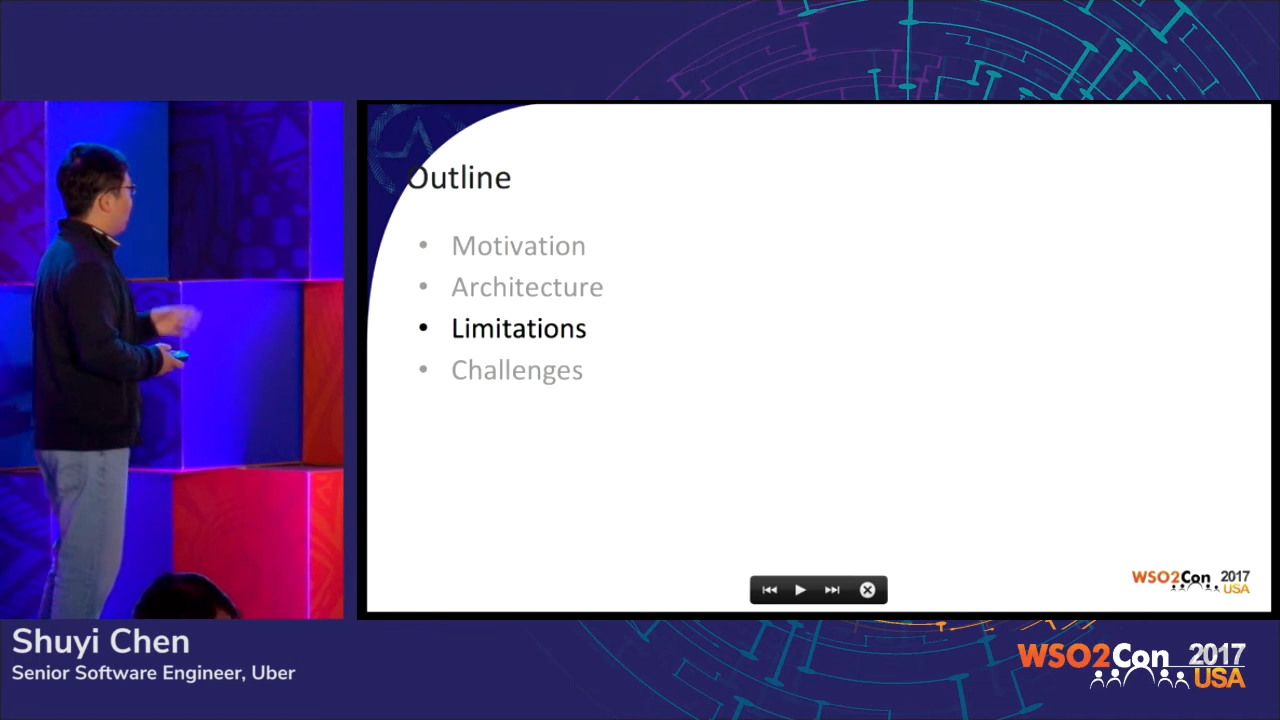 Outline
• Motivation
• Architecture
• Limitations
• Challenges
WSO2Con 2017
USA
Shuyi Chen
Senior Software Engineer, Uber
WSO2Con 2017
USA